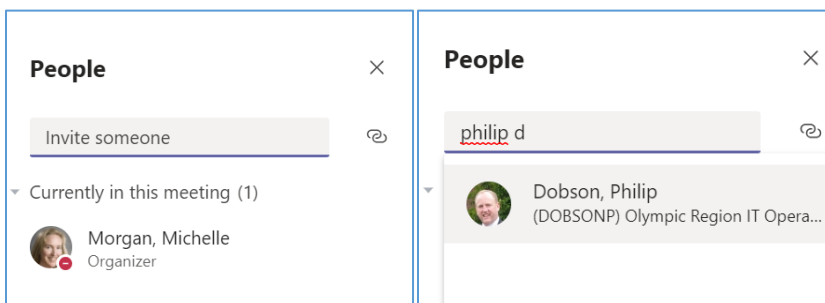 People
Invite someone
Currently in this meeting (1)
Morgan, Michelle
Organizer
People
philip d
Dobson, Philip
(DOBSONP) Olympic Region IT Opera...